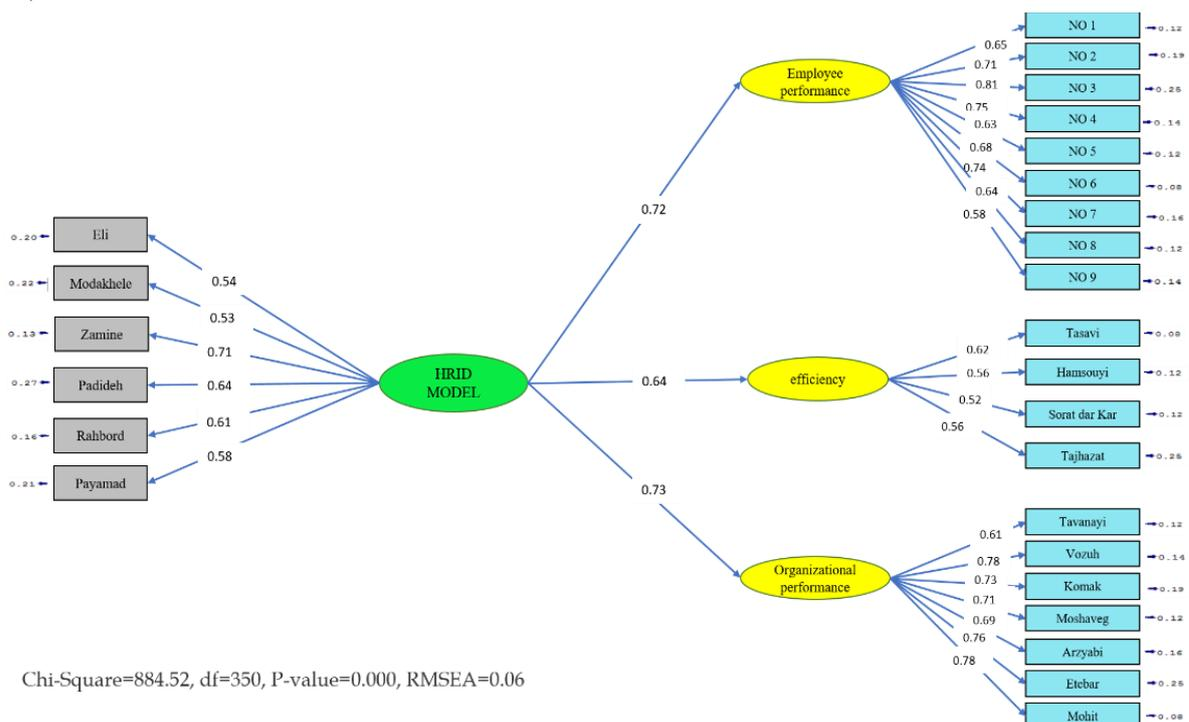 0.20
Eli
0.22
Modakhele
0.13
Zamine
0.27
Padideh
0.16
Rahbord
0.21
Payamad
0.54
0.53
0.71
0.64
0.61
0.58
HRID
MODEL
0.72
0.64
0.73
Employee
performance
0.65
0.71
0.81
0.75
0.63
0.68
0.74
0.64
0.58
NO 1
0.12
NO 2
0.19
NO 3
0.25
NO 4
0.14
NO 5
0.12
NO 6
0.08
NO 7
0.16
NO 8
0.12
NO 9
0.14
efficiency
0.62
0.56
0.52
0.56
Tasavi
0.08
Hamsouyi
0.12
Sorat dar Kar
0.12
Tajhazat
0.25
Organizational
performance
0.61
0.78
0.73
0.71
0.69
0.76
0.78
Tavanayi
0.12
Vozuh
0.14
Komak
0.19
Moshaveg
0.12
Arzyabi
0.16
Etebar
0.25
Mohit
0.08
Chi-Square=884.52, df=350, P-value=0.000, RMSEA=0.06